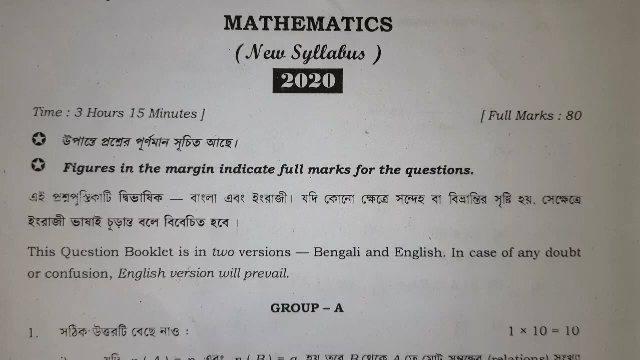 MATHEMATICS
(New Syllabus )
2020
Time : 3 Hours 15 Minutes ] [ Full Marks : 80
উপান্তে প্রশ্নের পূর্ণমান সূচিত আছে।
Figures in the margin indicate full marks for the questions.
এই প্রশ্নপুস্তিকাটি দ্বিভাষিক — বাংলা এবং ইংরাজী। যদি কোনো ক্ষেত্রে সন্দেহ বা বিভ্রান্তির সৃষ্টি হয়, সেক্ষেত্রে
ইংরাজী ভাষাই চূড়ান্ত বলে বিবেচিত হবে ।
This Question Booklet is in two versions — Bengali and English. In case of any doubt
or confusion, English version will prevail.
GROUP – A
1. সঠিক উত্তরটি বেছে নাও : 1 × 10 = 10